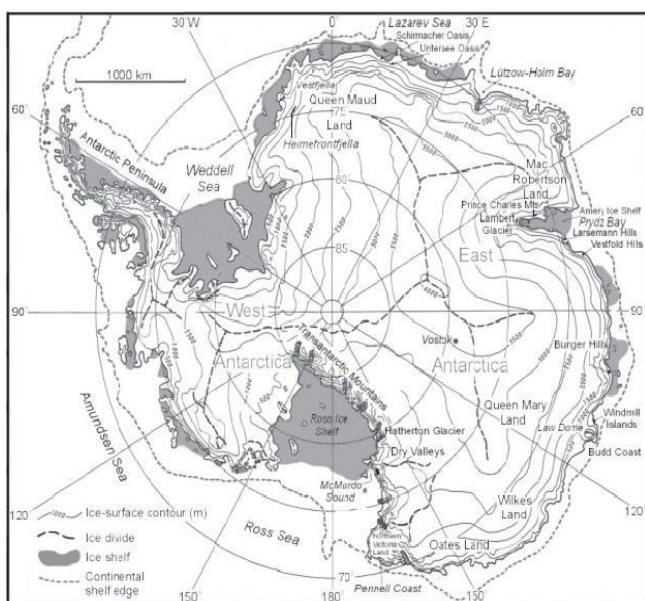 30 W
0
Lazarev Sea
30 E
Schirmacher Oasis
Untersee Oasis
1000 km
Lützow-Holm Bay
Vestfjella
Queen Maud
Land
75
60°
60°
Heimefrontfjella
Antarctic Peninsula
Weddell
Sea
80
Mac
Robertson
Land
Prince Charles Mts
Lambert
Glacier
Amery Ice Shelf
Prydz Bay
Larsemann Hills
Vestfold Hills
85
East
90
West
90°
Vostok
Antarctica
Antarctica
Transantarctic Mountains
Burger Hills
Amundsen Sea
Ross Ice
Shelf
Queen Mary
Land
Windmill
Islands
Law Dome
Budd Coast
Hatherton Glacier
Dry Valleys
McMurdo
Sound
Wilkes
Land
Ice-surface contour (m)
Ice divide
Ice shelf
Continental
shelf edge
Ross Sea
Northern
Victoria
Land
Oates Land
120
120°
70
Pennell Coast
150
180°
150